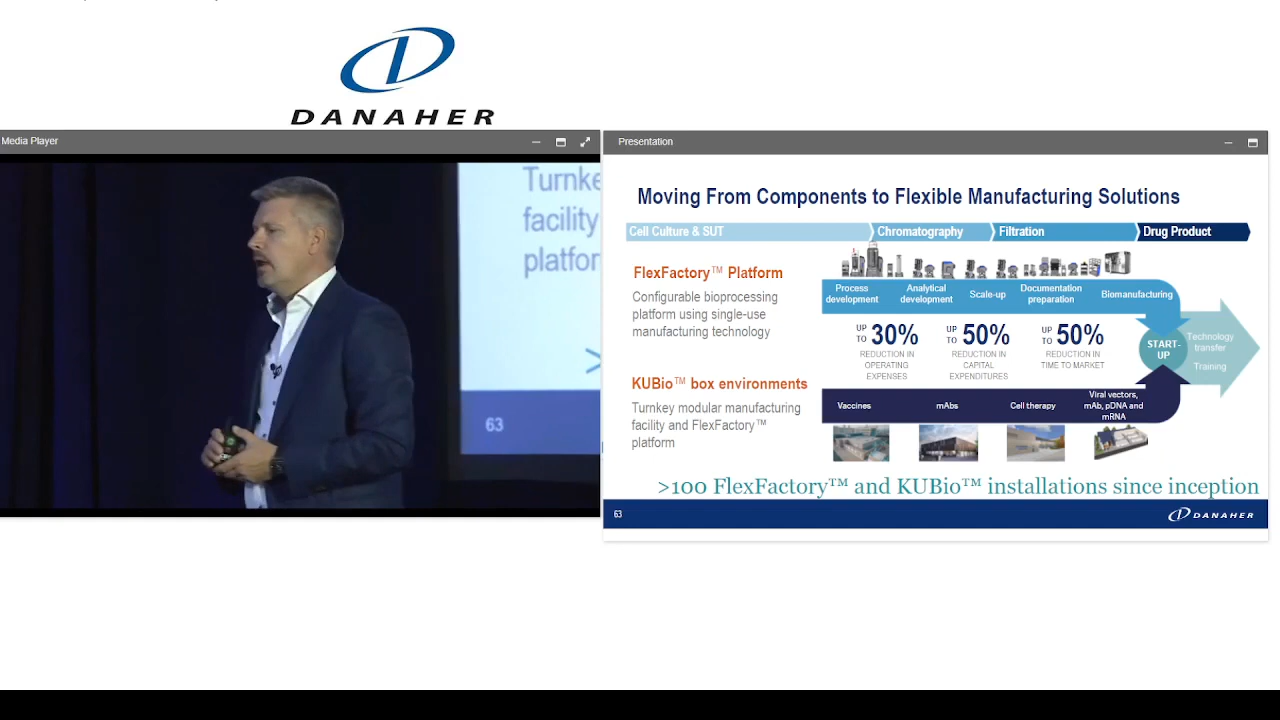 DANAHER
Media Player
Turnke
facility
platfor
>
63
Presentation
Moving From Components to Flexible Manufacturing Solutions
Cell Culture & SUT
Chromatography
Filtration
Drug Product
FlexFactory™ Platform
Configurable bioprocessing
platform using single-use
manufacturing technology
Process
development
Analytical
development
Scale-up
Documentation
preparation
Biomanufacturing
UP
TO
30%
REDUCTION IN
OPERATING
EXPENSES
UP
TO
50%
REDUCTION IN
CAPITAL
EXPENDITURES
UP
TO
50%
REDUCTION IN
TIME TO MARKET
START-
UP
Technology
transfer
Training
KUBio™ box environments
Turnkey modular manufacturing
facility and FlexFactory™
platform
Vaccines
mAbs
Cell therapy
Viral vectors,
mAb, pDNA and
mRNA
>100 FlexFactory™ and KUBio™ installations since inception
63
DANAHER